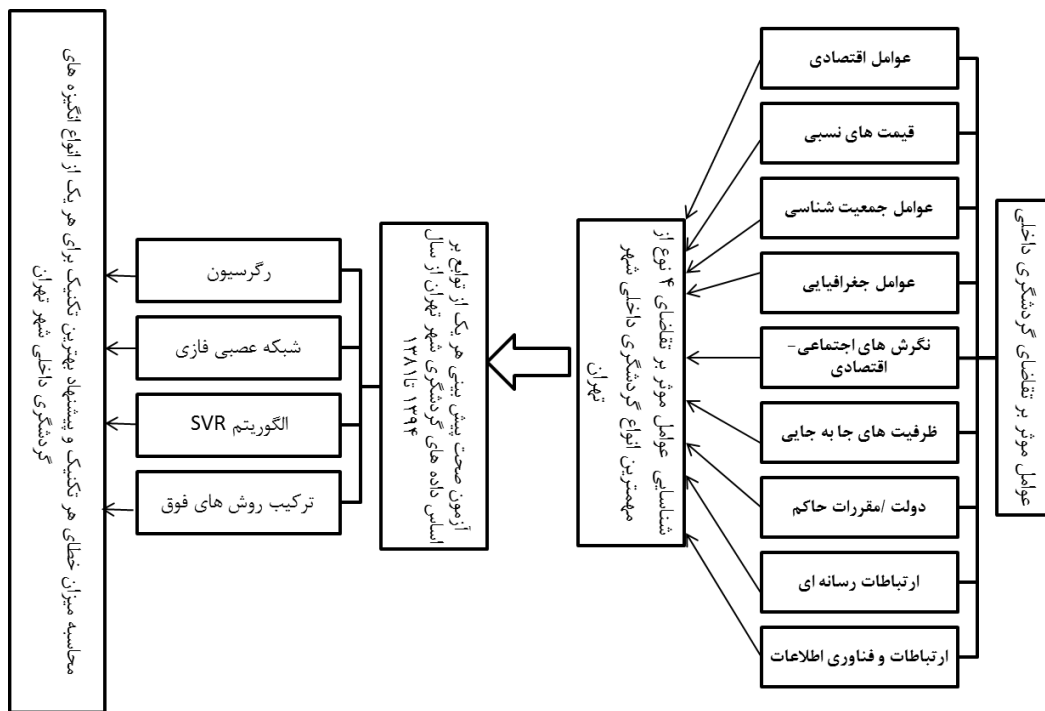 عوامل موثر بر تقاضای گردشگری داخلی
عوامل اقتصادی
قیمت های نسبی
عوامل جمعیت شناسی
عوامل جغرافیایی
نگرش های اجتماعی-
اقتصادی
ظرفیت های جا به جایی
دولت /مقررات حاکم
ارتباطات رسانه ای
ارتباطات و فناوری اطلاعات
شناسایی عوامل موثر بر تقاضای ۴ نوع از
مهمترین انواع گردشگری داخلی شهر
تهران
آزمون صحت پیش بینی هر یک از توابع بر
اساس داده های گردشگری شهر تهران از سال
۱۳۸۱ تا ۱۳۹۴
رگرسیون
شبکه عصبی فازی
الگوریتم SVR
ترکیب روش های فوق
محاسبه میزان خطای هر تکنیک و پیشنهاد بهترین تکنیک برای هر یک از انواع انگیزه های
گردشگری داخلی شهر تهران